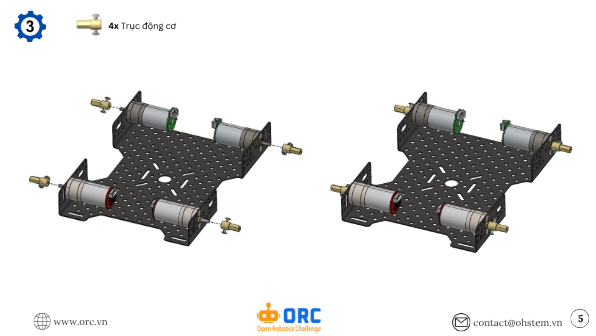 3
4x Trục động cơ
www.orc.vn
ORC
Open Robotics Challenge
contact@ohstem.vn
5